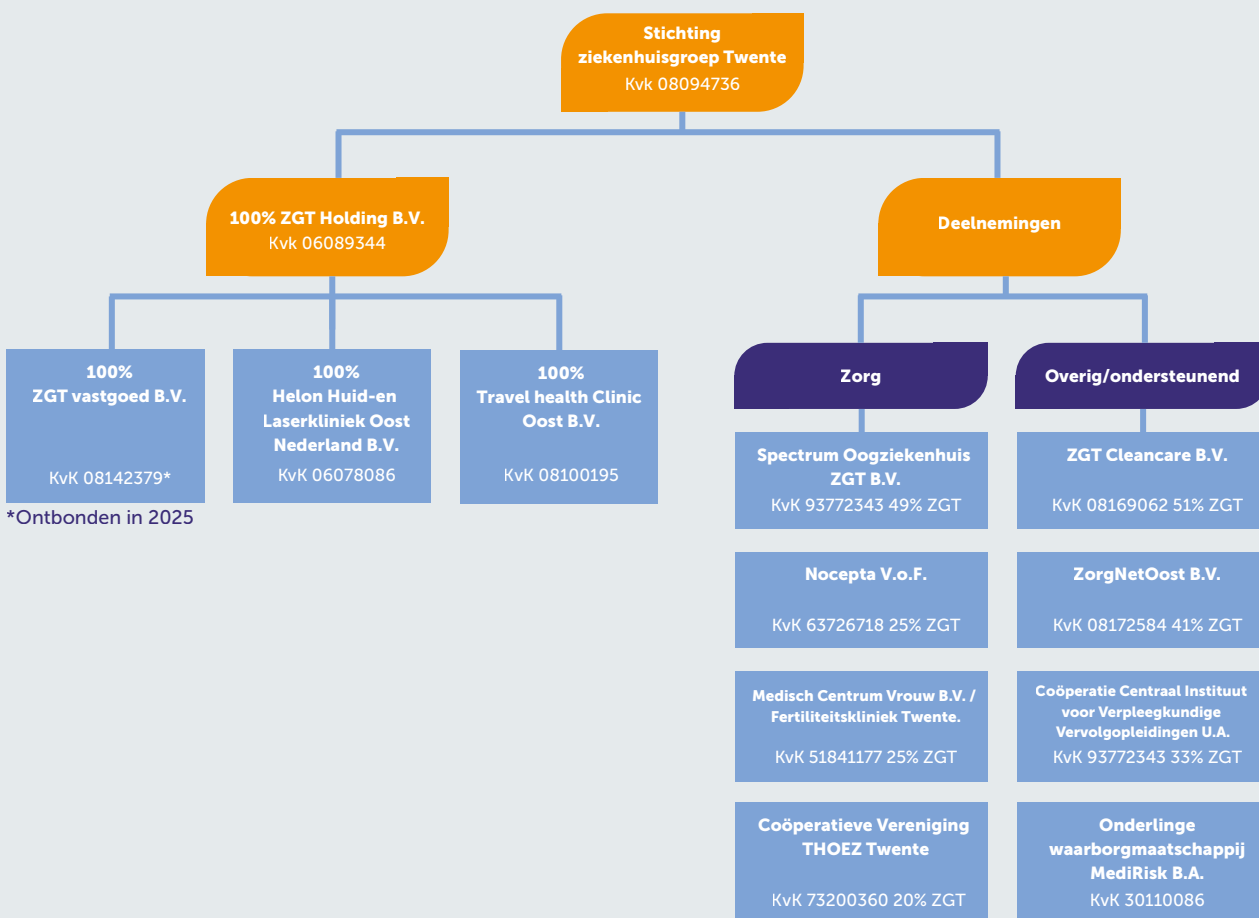 Stichting
ziekenhuisgroep Twente
Kvk 08094736
100% ZGT Holding B.V.
Kvk 06089344
Deelnemingen
100%
ZGT vastgoed B.V.
KvK 08142379*
100%
Helon Huid-en
Laserkliniek Oost
Nederland B.V.
KvK 06078086
100%
Travel health Clinic
Oost B.V.
KvK 08100195
*Ontbonden in 2025
Zorg
Spectrum Oogziekenhuis
ZGT B.V.
KvK 93772343 49% ZGT
Nocepta V.o.F.
KvK 63726718 25% ZGT
Medisch Centrum Vrouw B.V. /
Fertiliteitskliniek Twente.
KvK 51841177 25% ZGT
Coöperatieve Vereniging
THOEZ Twente
KvK 73200360 20% ZGT
Overig/ondersteunend
ZGT Cleancare B.V.
KvK 08169062 51% ZGT
ZorgNetOost B.V.
KvK 08172584 41% ZGT
Coöperatie Centraal Instituut
voor Verpleegkundige
Vervolgopleidingen U.A.
KvK 93772343 33% ZGT
Onderlinge
waarborgmaatschappij
MediRisk B.A.
KvK 30110086